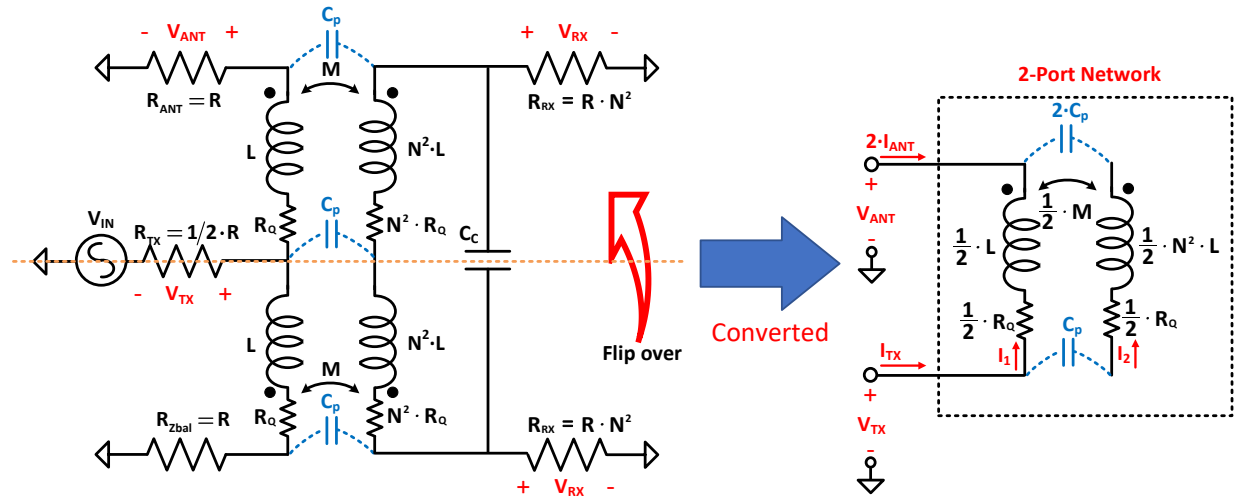 - V_ANT +
C_p
+ V_RX -
M
R_ANT = R
R_RX = R · N²
L
N²·L
V_IN
R_TX = 1/2 · R
R_Q
C_p
N² · R_Q
C_C
- V_TX +
L
N²·L
Flip over
M
R_Zbal = R
R_Q
C_p
N² · R_Q
R_RX = R · N²
+ V_RX -
Converted
2-Port Network
2·C_p
2·I_ANT
+
V_ANT
-
1/2 · M
1/2 · L
1/2 · N² · L
1/2 · R_Q
1/2 · R_Q
I_TX
I_1
C_p
I_2
+
V_TX
-